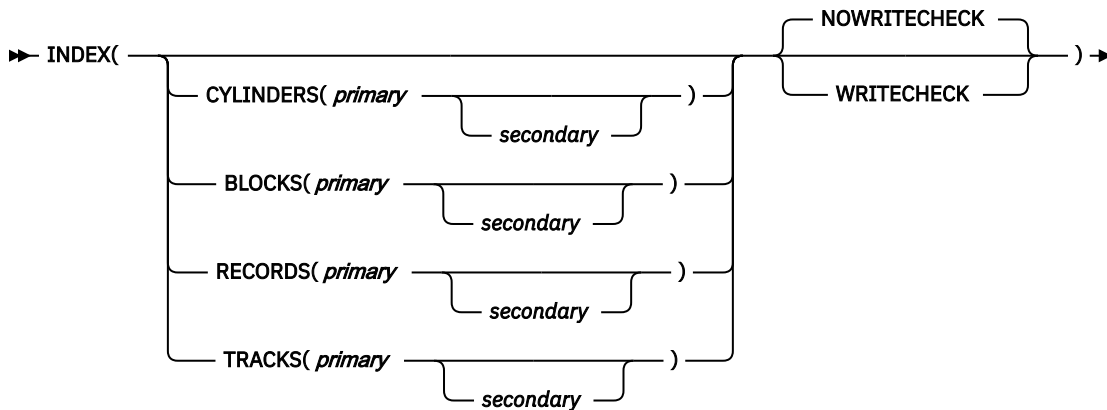 NOWRITECHECK
INDEX( )
CYLINDERS( primary ) WRITECHECK
secondary
BLOCKS( primary )
secondary
RECORDS( primary )
secondary
TRACKS( primary )
secondary